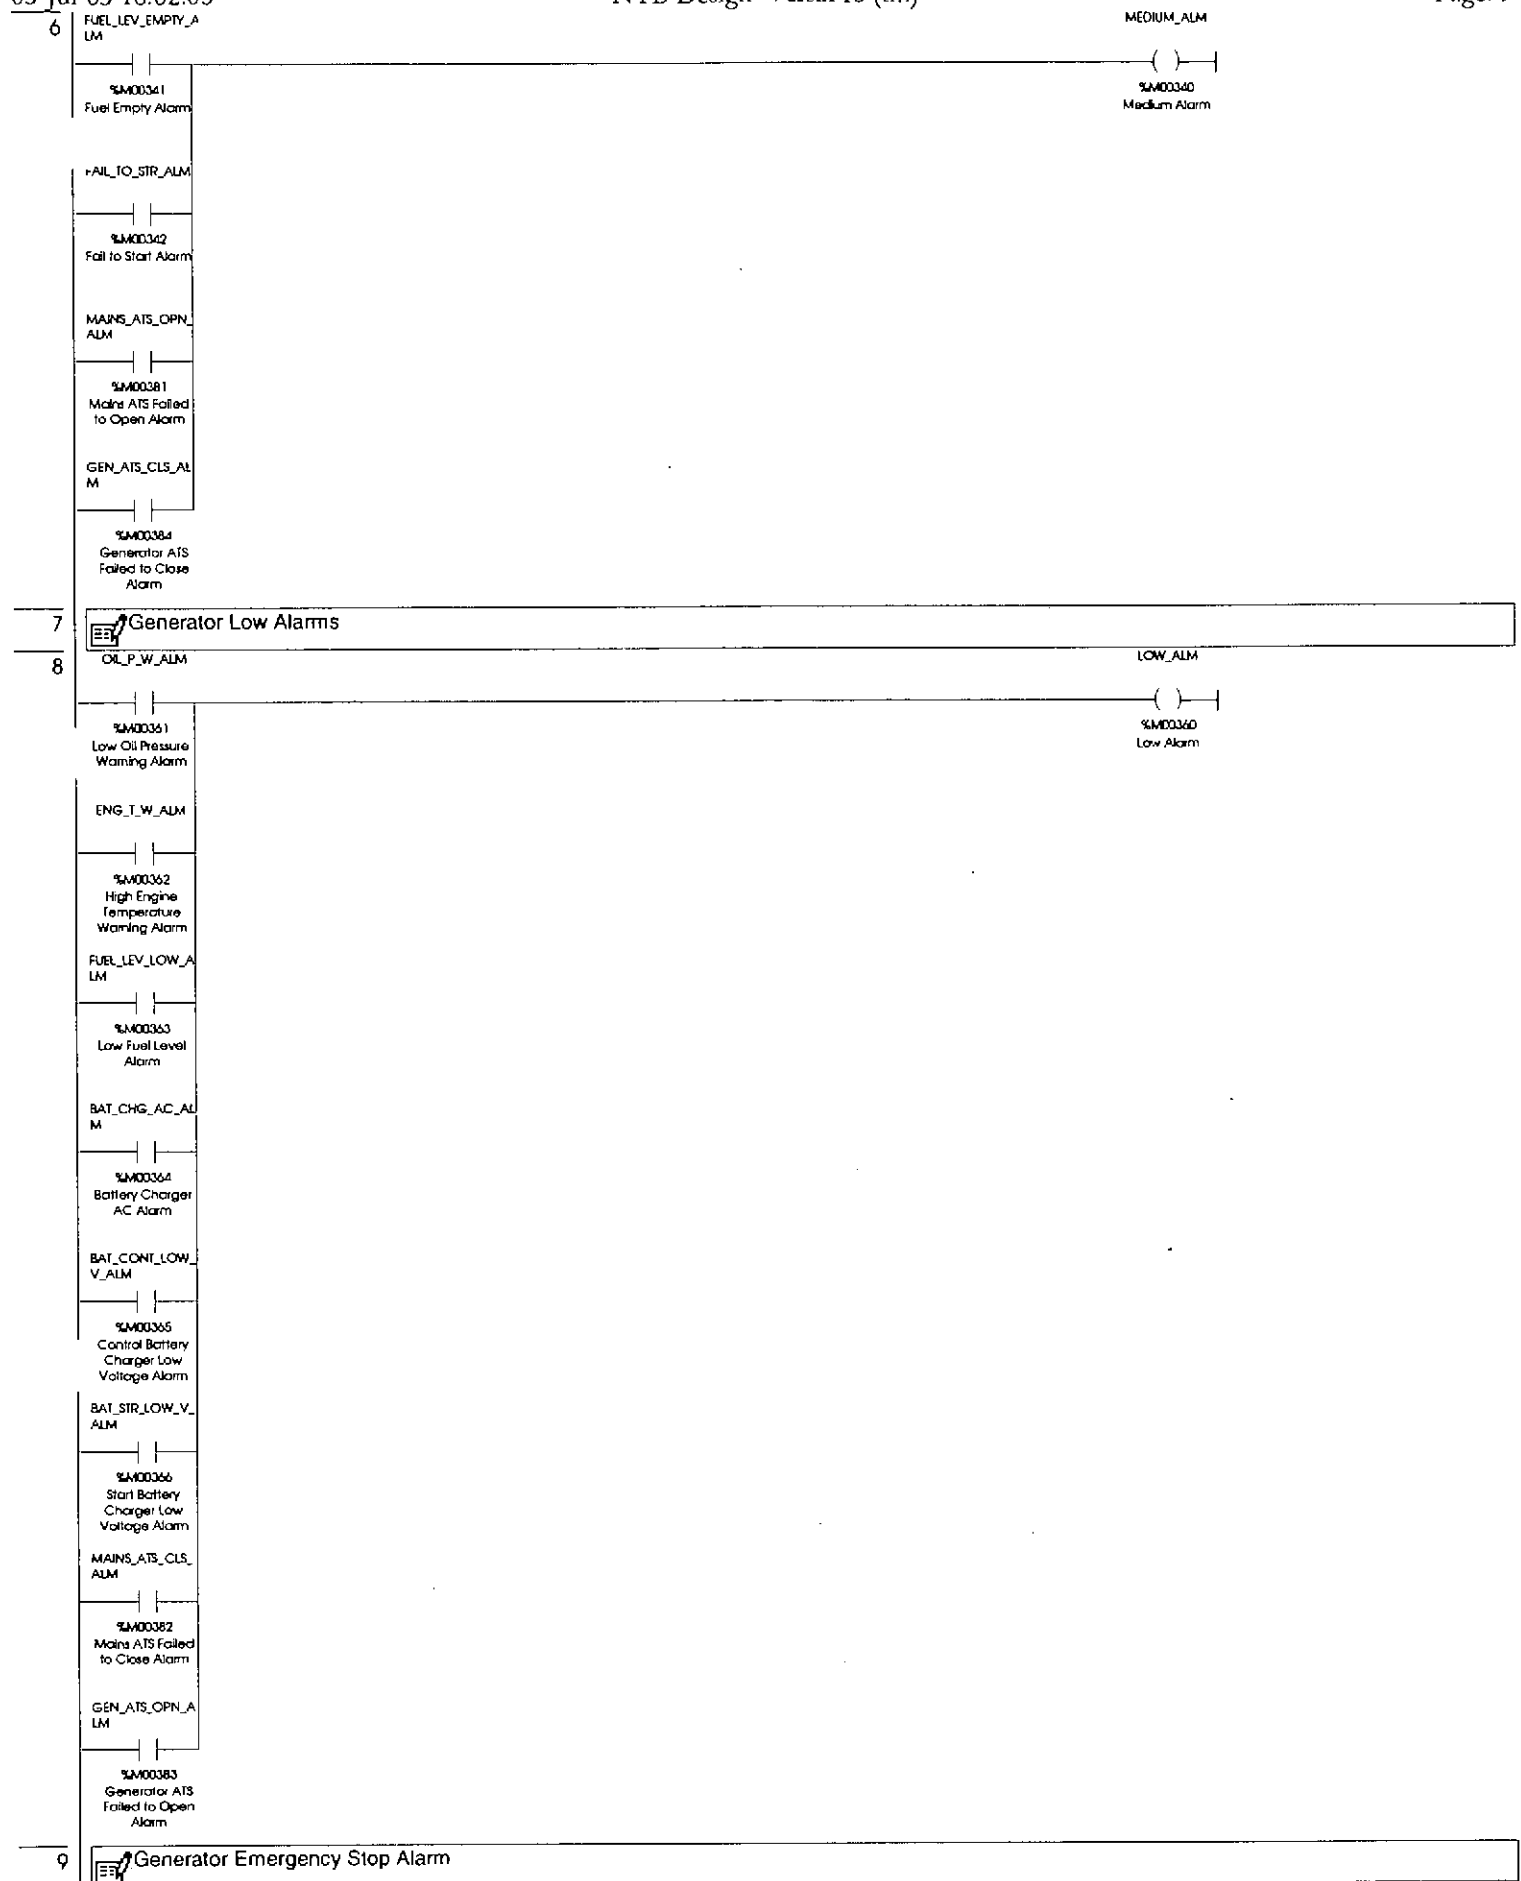 6
FUEL_LEV_EMPTY_A
LM
MEDIUM_ALM
%M00341
Fuel Empty Alarm
%M00340
Medium Alarm
FAIL_TO_STR_ALM
%M00342
Fail to Start Alarm
MAINS_ATS_OPN_
ALM
%M00381
Mains ATS Failed
to Open Alarm
GEN_ATS_CLS_AL
M
%M00384
Generator ATS
Failed to Close
Alarm
7
Generator Low Alarms
8
OIL_P_W_ALM
LOW_ALM
%M00361
Low Oil Pressure
Warning Alarm
%M00360
Low Alarm
ENG_T_W_ALM
%M00362
High Engine
Temperature
Warning Alarm
FUEL_LEV_LOW_A
LM
%M00363
Low Fuel Level
Alarm
BAT_CHG_AC_AL
M
%M00364
Battery Charger
AC Alarm
BAT_CONT_LOW_
V_ALM
%M00365
Control Battery
Charger Low
Voltage Alarm
BAT_STR_LOW_V_
ALM
%M00366
Start Battery
Charger Low
Voltage Alarm
MAINS_ATS_CLS_
ALM
%M00382
Mains ATS Failed
to Close Alarm
GEN_ATS_OPN_A
LM
%M00383
Generator ATS
Failed to Open
Alarm
9
Generator Emergency Stop Alarm